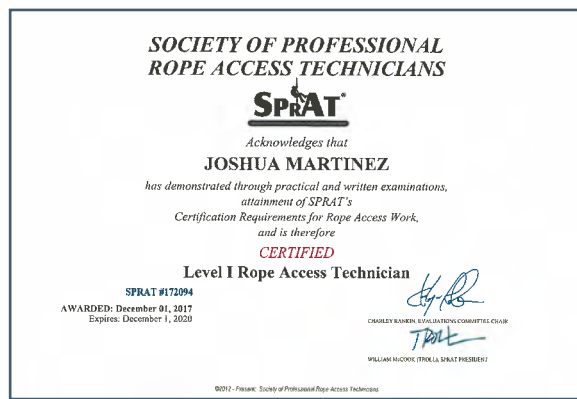 SOCIETY OF PROFESSIONAL
ROPE ACCESS TECHNICIANS
SPRAT®
Acknowledges that
JOSHUA MARTINEZ
has demonstrated through practical and written examinations,
attainment of SPRAT's
Certification Requirements for Rope Access Work,
and is therefore
CERTIFIED
Level I Rope Access Technician
SPRAT #172094
AWARDED: December 01, 2017
Expires: December 1, 2020
CHARLEY RANKIN, EVALUATIONS COMMITTEE CHAIR
WILLIAM McCOOK (TROLL), SPRAT PRESIDENT
©2012 - Present: Society of Professional Rope Access Technicians